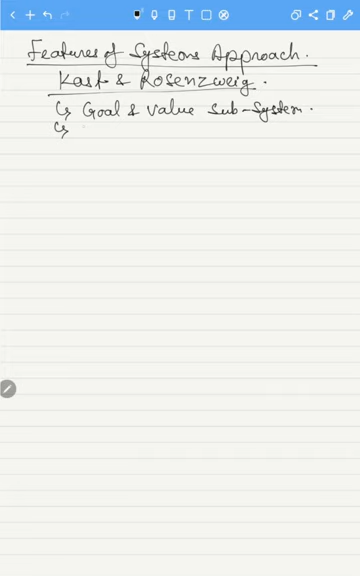 Features of Systems Approach.
Kast & Rosenzweig.
↳ Goal & Value Sub-System.
↳